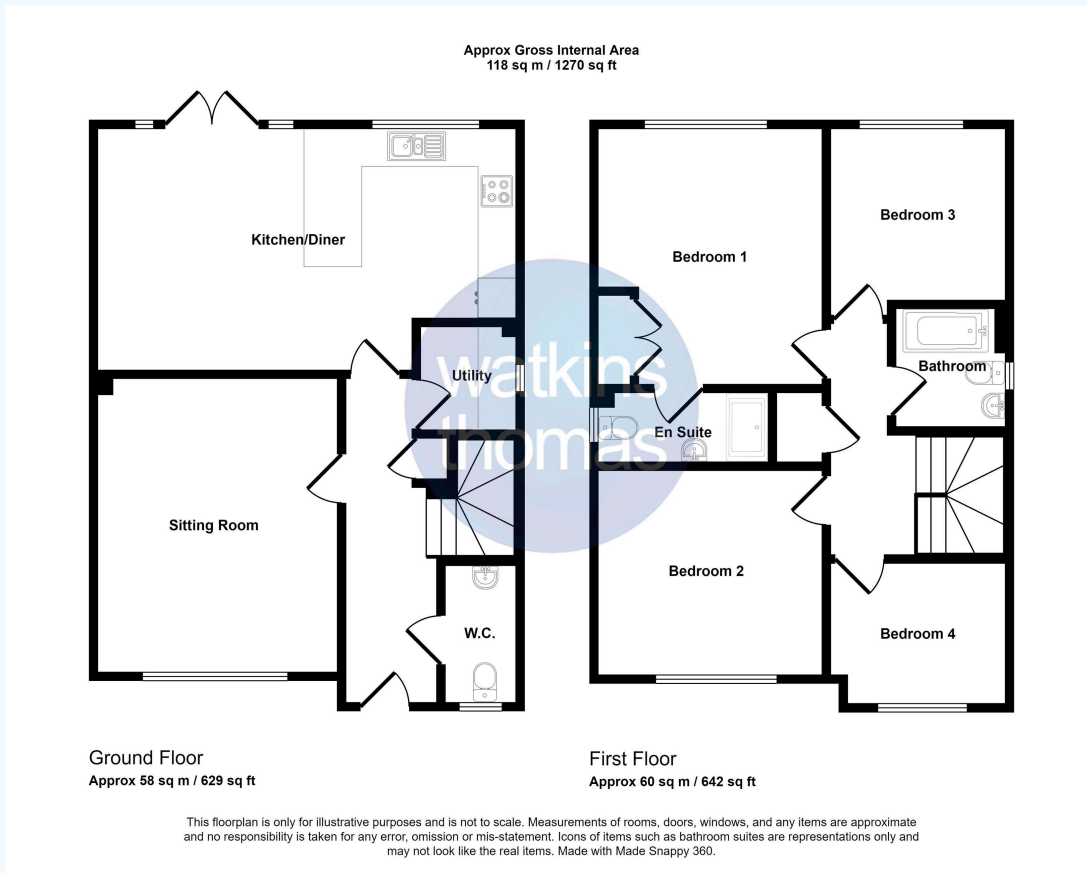 Approx Gross Internal Area
118 sq m / 1270 sq ft
Kitchen/Diner
Utility
Sitting Room
W.C.
Bedroom 1
Bedroom 3
Bathroom
En Suite
Bedroom 2
Bedroom 4
watkins
thomas
Ground Floor
Approx 58 sq m / 629 sq ft
First Floor
Approx 60 sq m / 642 sq ft
This floorplan is only for illustrative purposes and is not to scale. Measurements of rooms, doors, windows, and any items are approximate
and no responsibility is taken for any error, omission or mis-statement. Icons of items such as bathroom suites are representations only and
may not look like the real items. Made with Made Snappy 360.